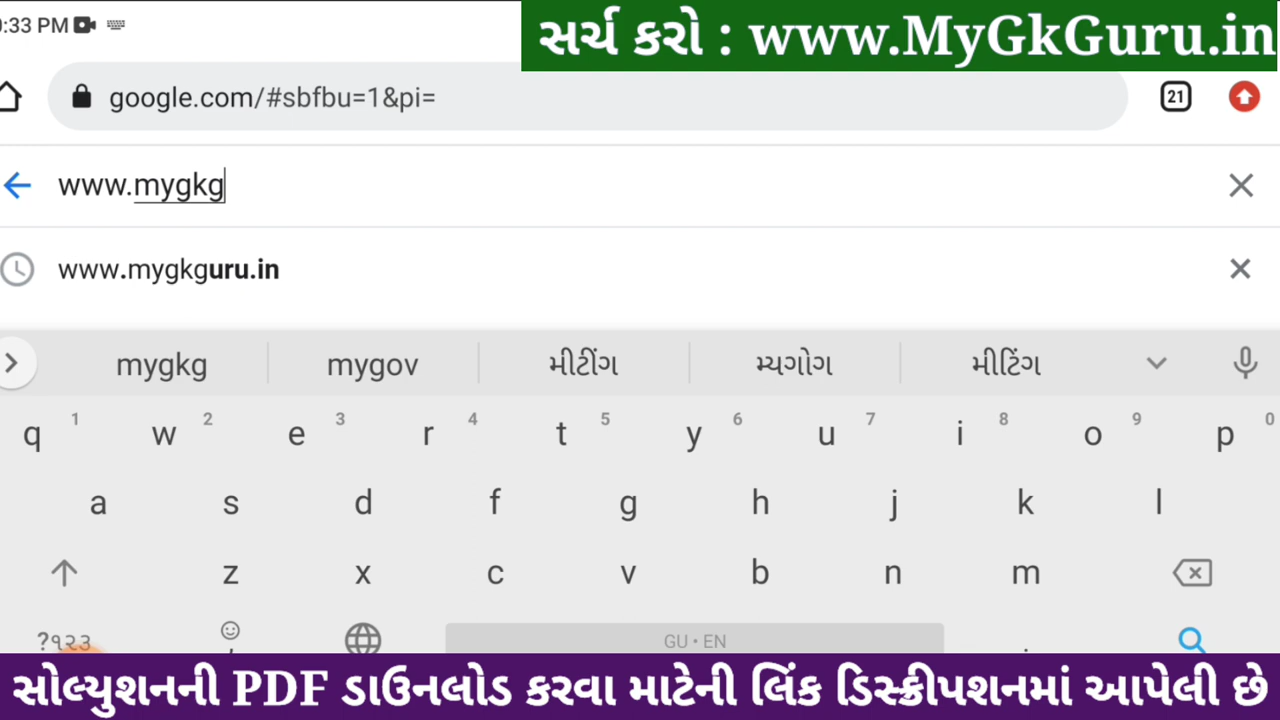 :33 PM
સર્ચ કરો : www.MyGkGuru.in
google.com/#sbfbu=1&pi=
21
www.mygkg
www.mygkguru.in
mygkg mygov મીટીંગ મ્યગોગ મીટિંગ
q 1 w 2 e 3 r 4 t 5 y 6 u 7 i 8 o 9 p 0
a s d f g h j k l
z x c v b n m
?૧૨૩ GU • EN
સોલ્યુશનની PDF ડાઉનલોડ કરવા માટેની લિંક ડિસ્ક્રીપશનમાં આપેલી છે